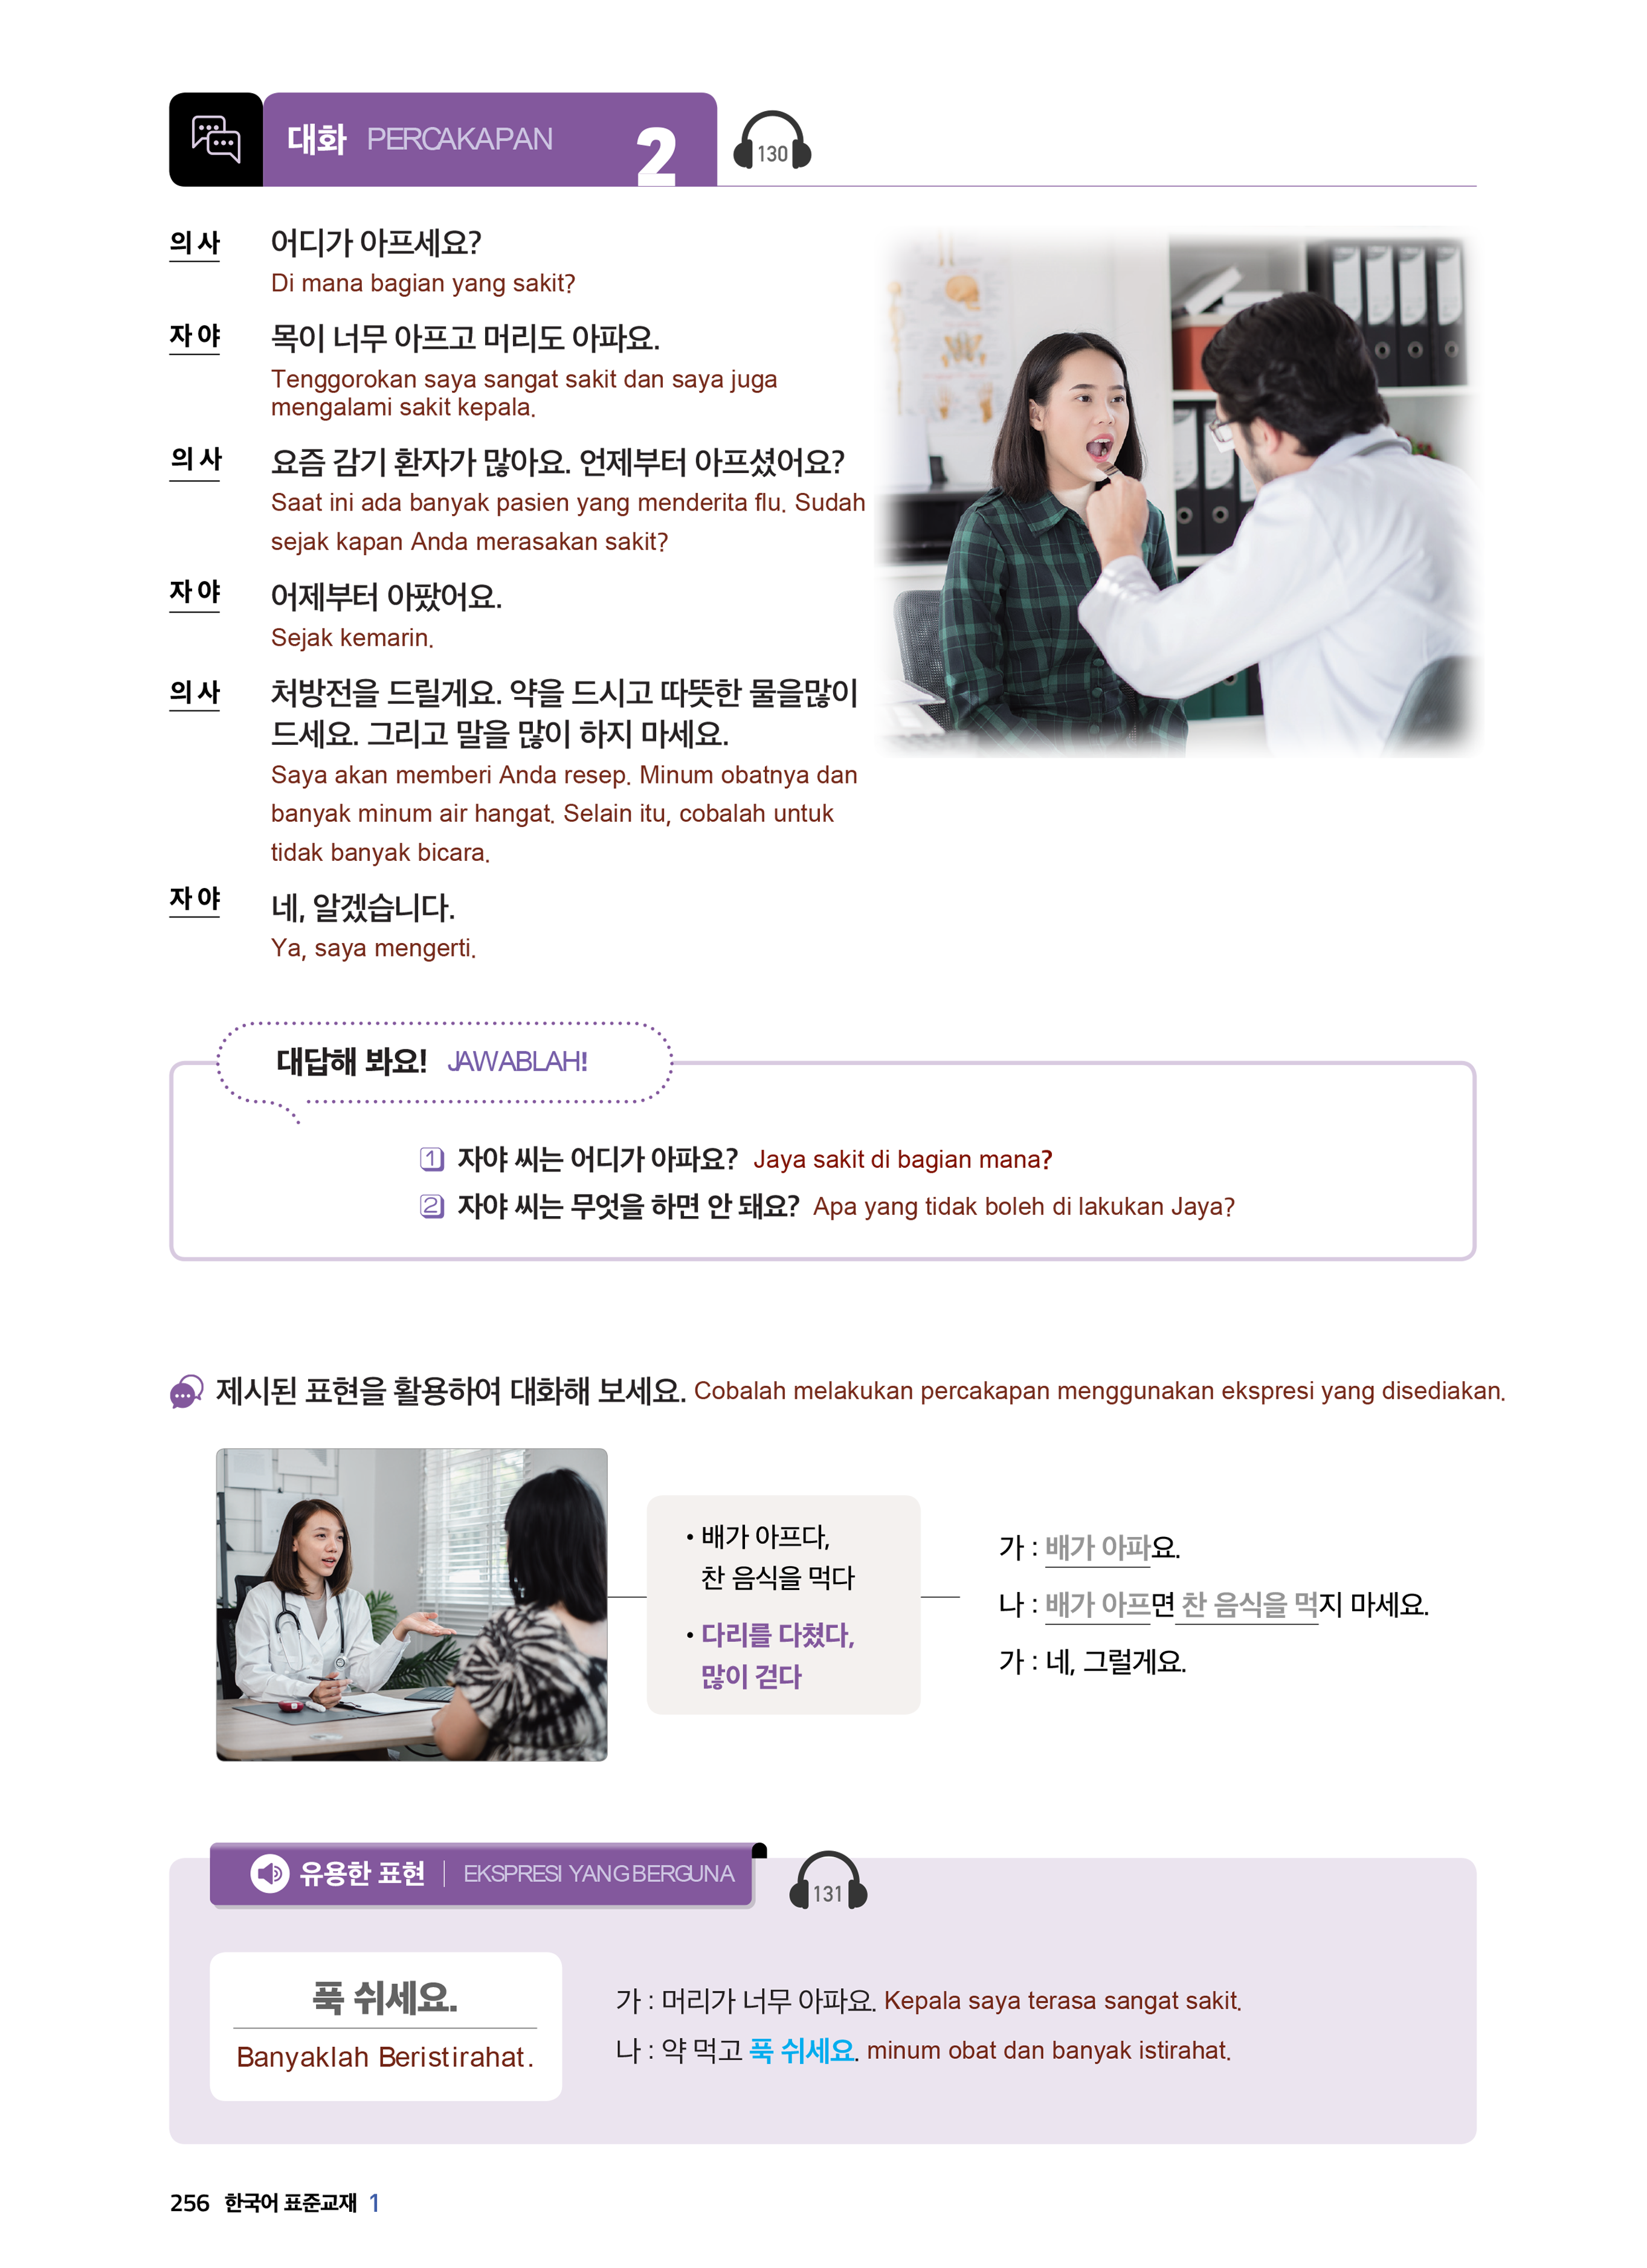 대화 PERCAKAPAN 2
130
의사 어디가 아프세요?
Di mana bagian yang sakit?
자야 목이 너무 아프고 머리도 아파요.
Tenggorokan saya sangat sakit dan saya juga
mengalami sakit kepala.
의사 요즘 감기 환자가 많아요. 언제부터 아프셨어요?
Saat ini ada banyak pasien yang menderita flu. Sudah
sejak kapan Anda merasakan sakit?
자야 어제부터 아팠어요.
Sejak kemarin.
의사 처방전을 드릴게요. 약을 드시고 따뜻한 물을많이
드세요. 그리고 말을 많이 하지 마세요.
Saya akan memberi Anda resep. Minum obatnya dan
banyak minum air hangat. Selain itu, cobalah untuk
tidak banyak bicara.
자야 네, 알겠습니다.
Ya, saya mengerti.
대답해 봐요! JAWABLAH!
1 자야 씨는 어디가 아파요? Jaya sakit di bagian mana?
2 자야 씨는 무엇을 하면 안 돼요? Apa yang tidak boleh di lakukan Jaya?
제시된 표현을 활용하여 대화해 보세요. Cobalah melakukan percakapan menggunakan ekspresi yang disediakan.
• 배가 아프다,
찬 음식을 먹다
• 다리를 다쳤다,
많이 걷다
가 : 배가 아파요.
나 : 배가 아프면 찬 음식을 먹지 마세요.
가 : 네, 그럴게요.
유용한 표현 | EKSPRESI YANG BERGUNA
131
푹 쉬세요.
Banyaklah Beristirahat.
가 : 머리가 너무 아파요. Kepala saya terasa sangat sakit.
나 : 약 먹고 푹 쉬세요. minum obat dan banyak istirahat.
256 한국어 표준교재 1